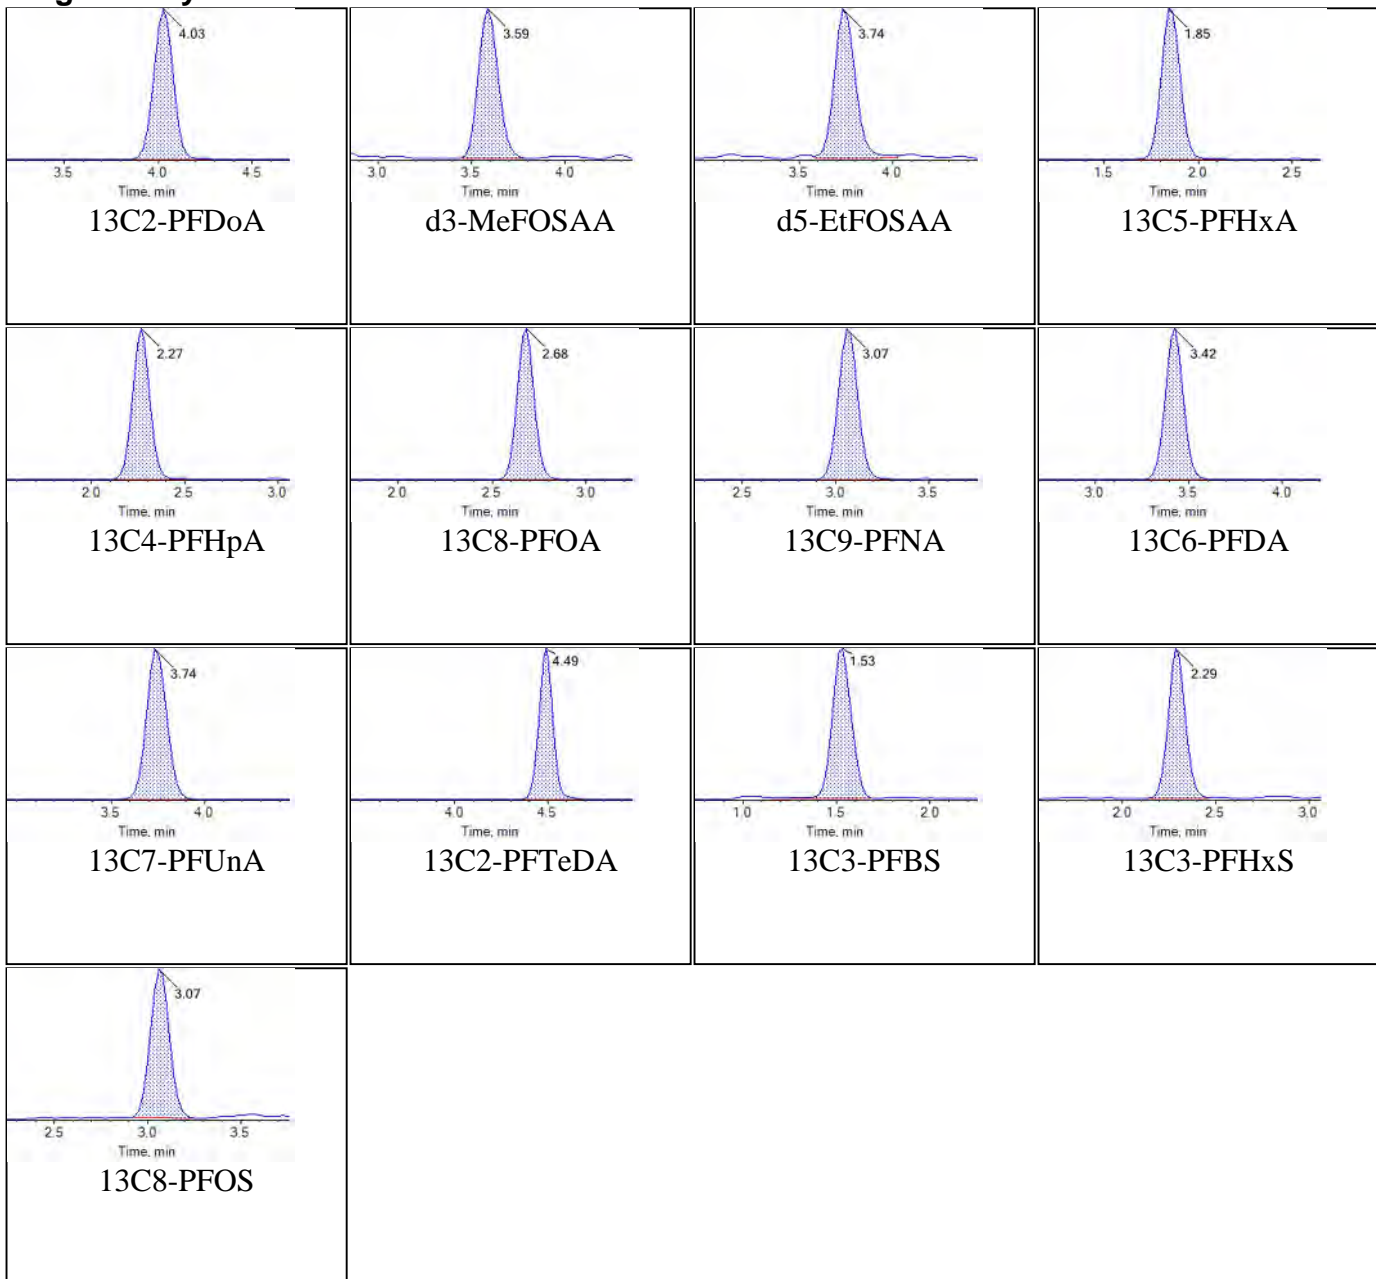 4.03
3.5 4.0 4.5
Time, min
13C2-PFDoA
3.59
3.0 3.5 4.0
Time, min
d3-MeFOSAA
3.74
3.5 4.0
Time, min
d5-EtFOSAA
1.85
1.5 2.0 2.5
Time, min
13C5-PFHxA
2.27
2.0 2.5 3.0
Time, min
13C4-PFHpA
2.68
2.0 2.5 3.0
Time, min
13C8-PFOA
3.07
2.5 3.0 3.5
Time, min
13C9-PFNA
3.42
3.0 3.5 4.0
Time, min
13C6-PFDA
3.74
3.5 4.0
Time, min
13C7-PFUnA
4.49
4.0 4.5
Time, min
13C2-PFTeDA
1.53
1.0 1.5 2.0
Time, min
13C3-PFBS
2.29
2.0 2.5 3.0
Time, min
13C3-PFHxS
3.07
2.5 3.0 3.5
Time, min
13C8-PFOS